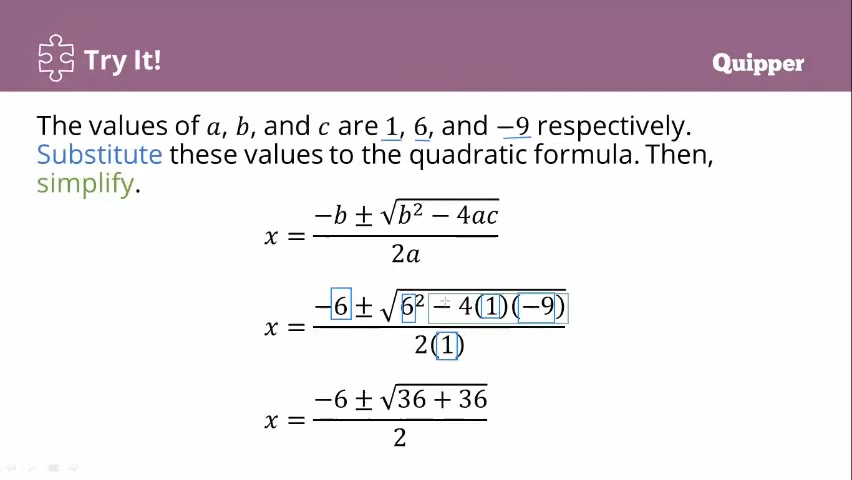 Try It!
Quipper
The values of a, b, and c are 1, 6, and −9 respectively.
Substitute these values to the quadratic formula. Then,
simplify.
x = (−b ± √(b² − 4ac)) / 2a
x = (−6 ± √(6² − 4(1)(−9))) / 2(1)
x = (−6 ± √(36 + 36)) / 2